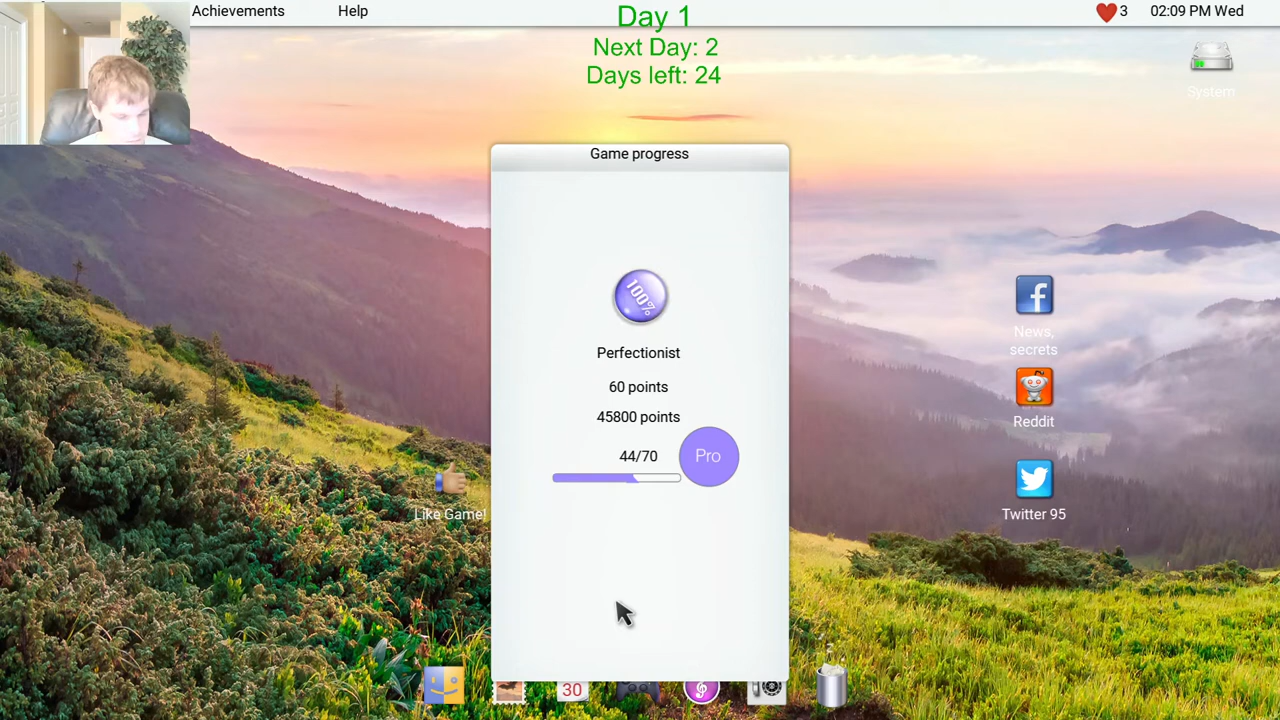 Achievements
Help
Day 1
Next Day: 2
Days left: 24
3
02:09 PM Wed
System
Game progress
100%
Perfectionist
60 points
45800 points
44/70
Pro
Like Game!
News,
secrets
Reddit
Twitter 95
30